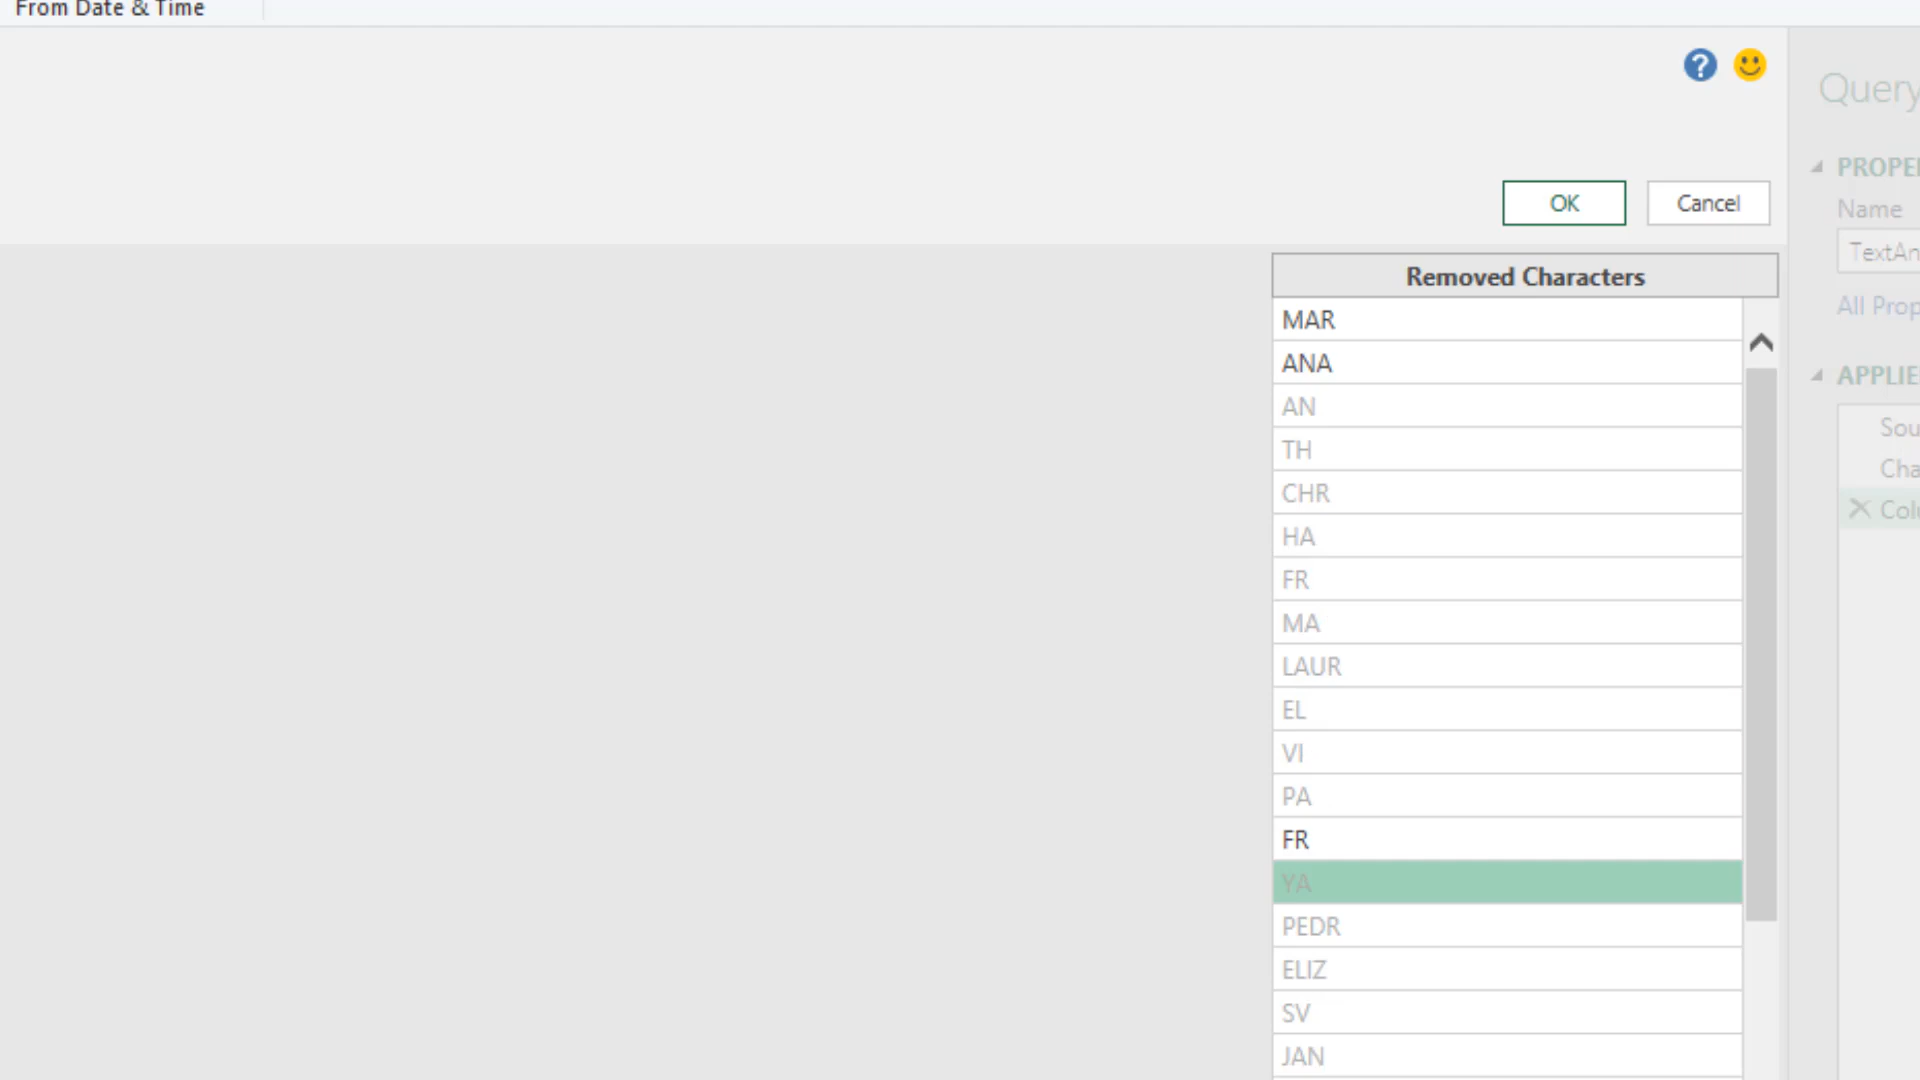 From Date & Time
?
Query
PROPE
Name
TextAn
All Prop
APPLIE
Sou
Cha
Colu
OK
Cancel
Removed Characters
MAR
ANA
AN
TH
CHR
HA
FR
MA
LAUR
EL
VI
PA
FR
YA
PEDR
ELIZ
SV
JAN